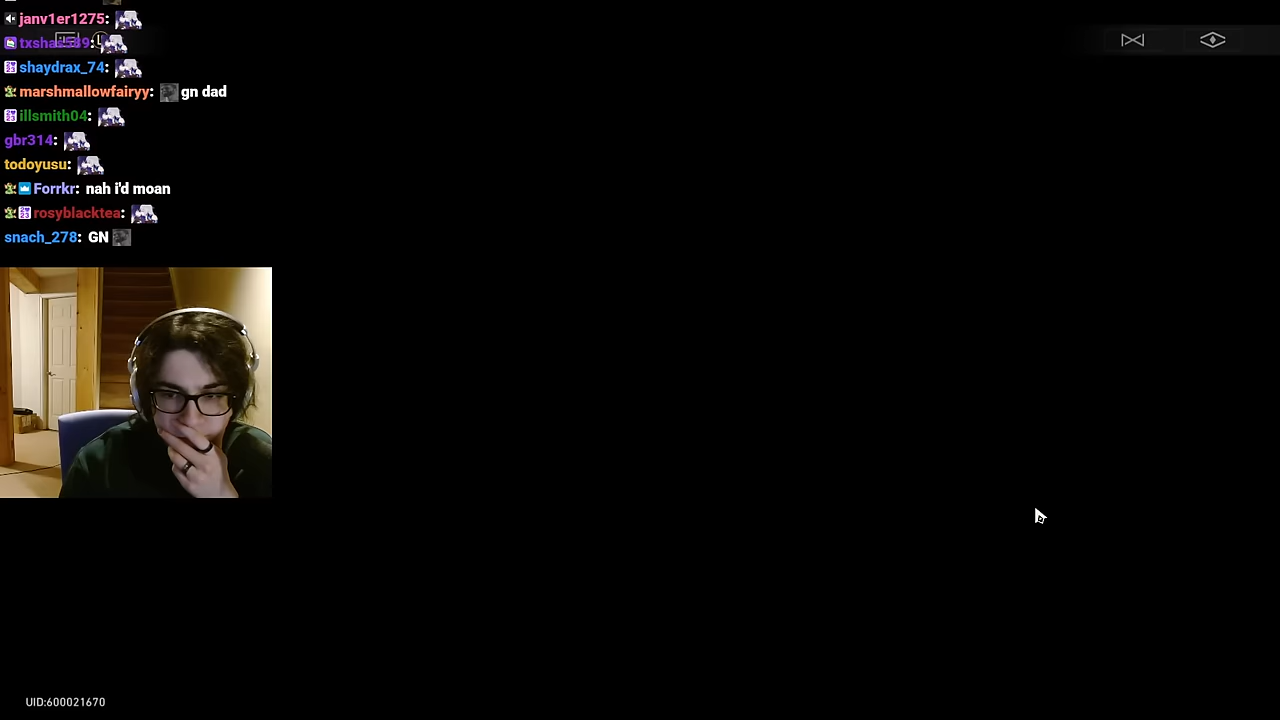 janv1er1275:
shaydrax_74:
marshmallowfairyy: gn dad
illsmith04:
gbr314:
todoyusu:
Forrkr: nah i'd moan
rosyblacktea:
snach_278: GN
UID:600021670